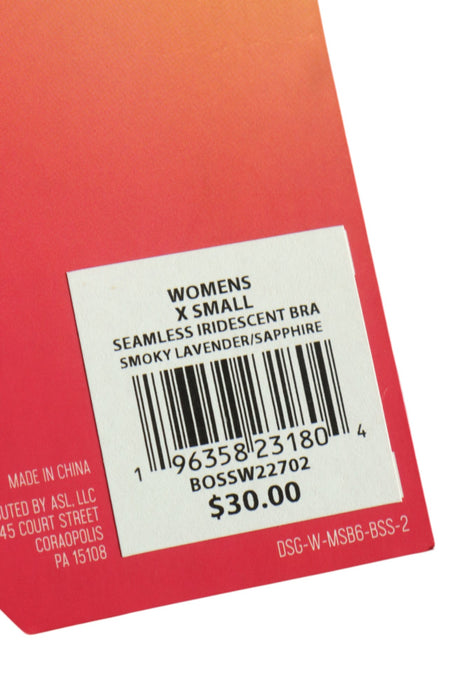 WOMENS
X SMALL
SEAMLESS IRIDESCENT BRA
SMOKY LAVENDER/SAPPHIRE
1 96358 23180 4
BOSSW22702
$30.00
MADE IN CHINA
UTED BY ASL, LLC
45 COURT STREET
CORAOPOLIS
PA 15108
DSG-W-MSB6-BSS-2